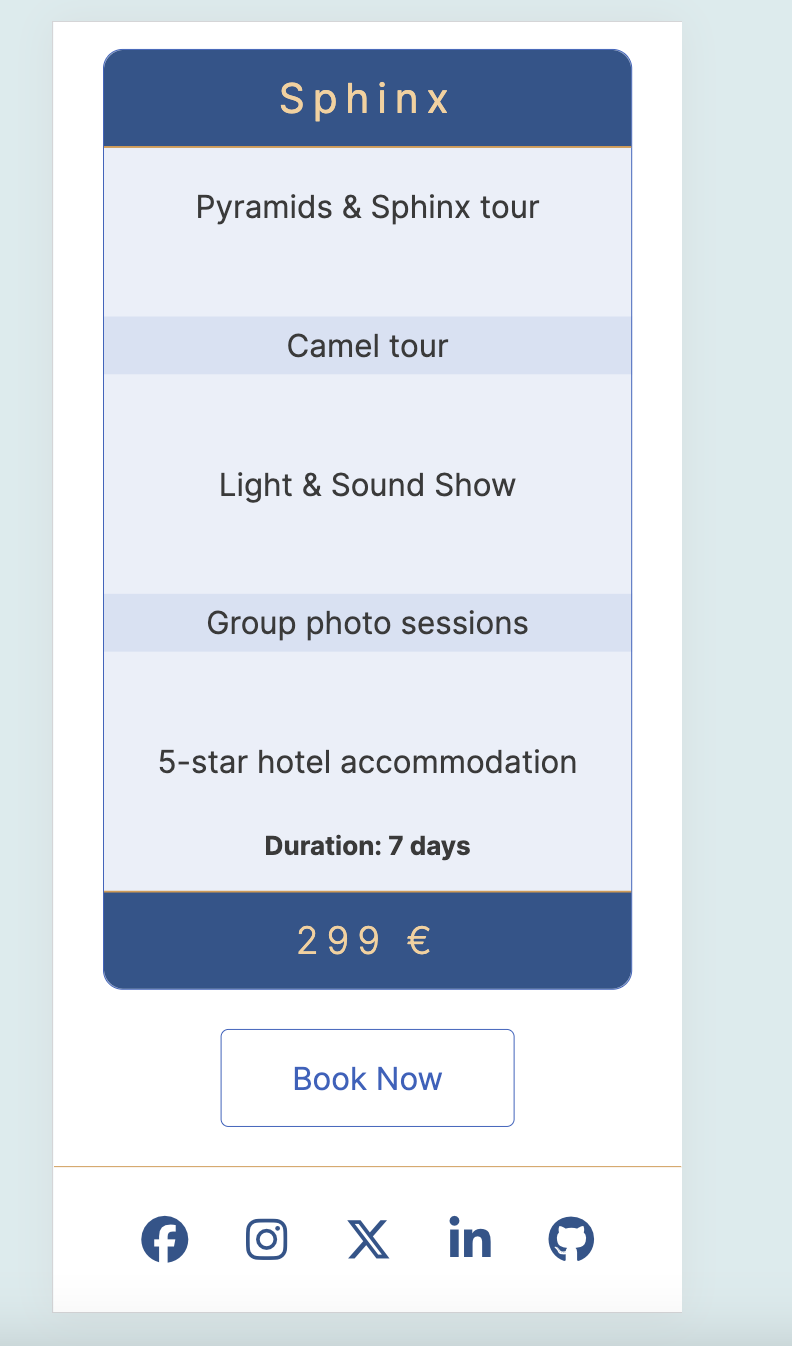 Sphinx
Pyramids & Sphinx tour
Camel tour
Light & Sound Show
Group photo sessions
5-star hotel accommodation
Duration: 7 days
299 €
Book Now